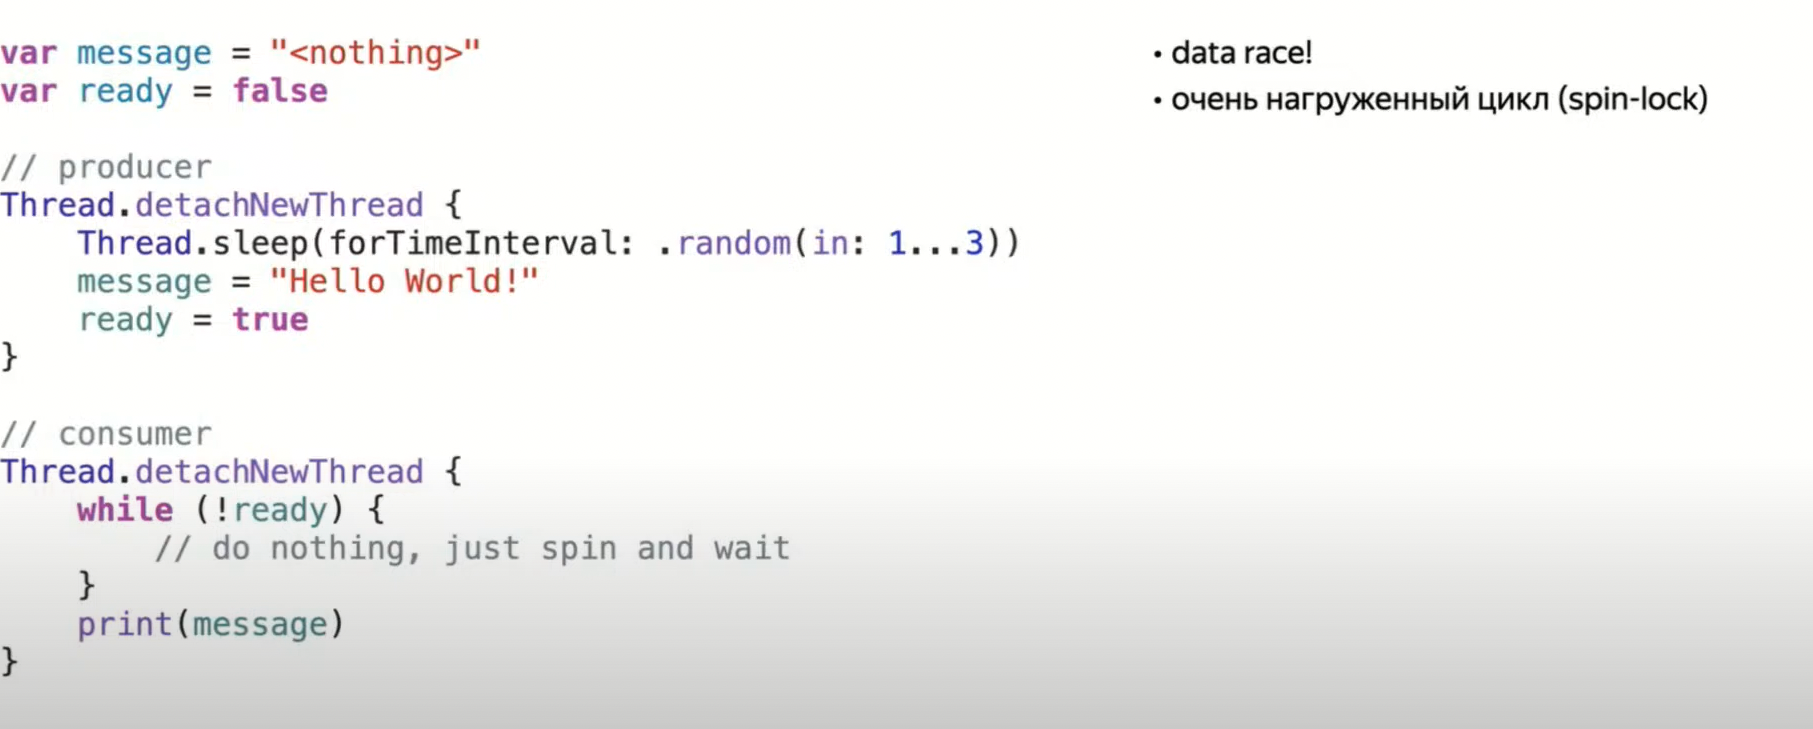 var message = "<nothing>"
var ready = false
// producer
Thread.detachNewThread {
    Thread.sleep(forTimeInterval: .random(in: 1...3))
    message = "Hello World!"
    ready = true
}
// consumer
Thread.detachNewThread {
    while (!ready) {
        // do nothing, just spin and wait
    }
    print(message)
}
• data race!
• очень нагруженный цикл (spin-lock)